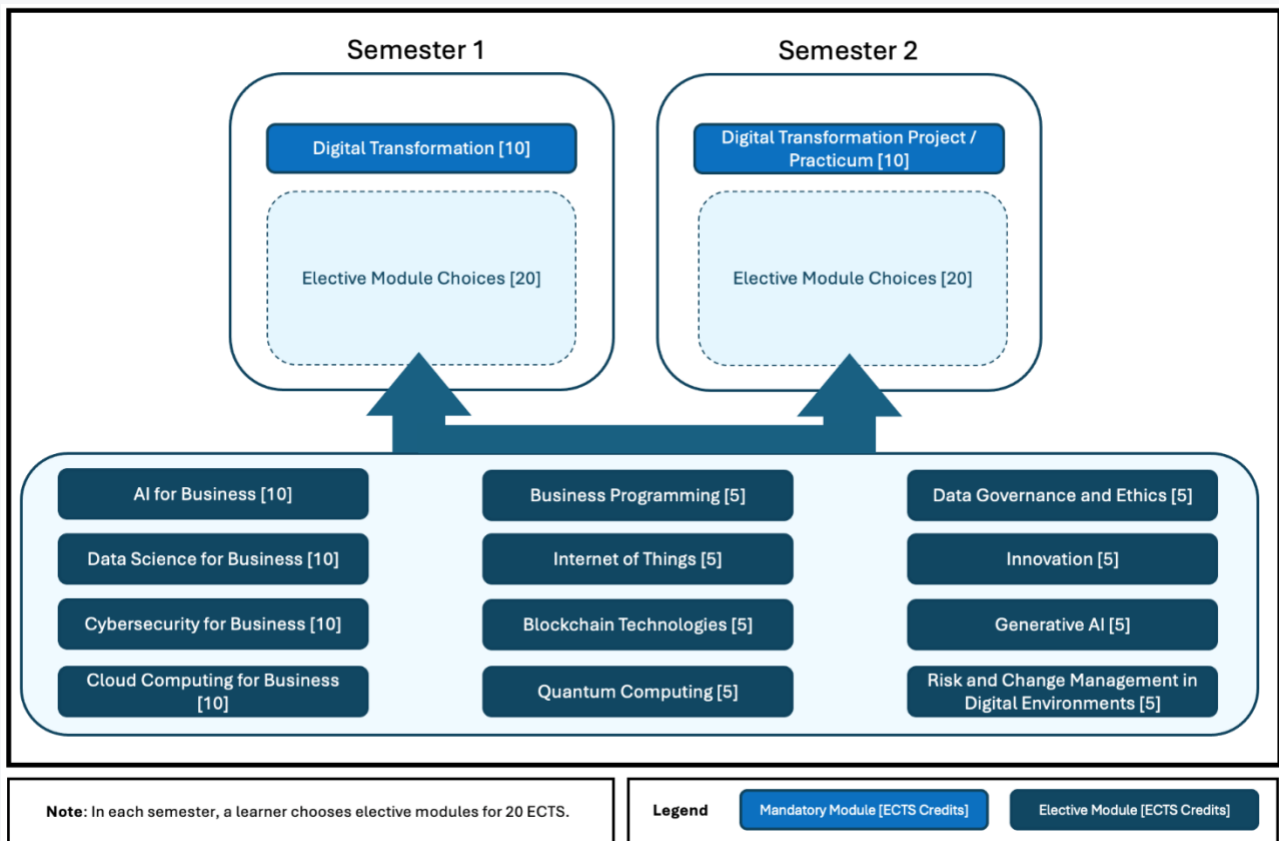 Semester 1
Semester 2
Digital Transformation [10]
Digital Transformation Project /
Practicum [10]
Elective Module Choices [20]
Elective Module Choices [20]
AI for Business [10]
Business Programming [5]
Data Governance and Ethics [5]
Data Science for Business [10]
Internet of Things [5]
Innovation [5]
Cybersecurity for Business [10]
Blockchain Technologies [5]
Generative AI [5]
Cloud Computing for Business
[10]
Quantum Computing [5]
Risk and Change Management in
Digital Environments [5]
Note: In each semester, a learner chooses elective modules for 20 ECTS.
Legend
Mandatory Module [ECTS Credits]
Elective Module [ECTS Credits]